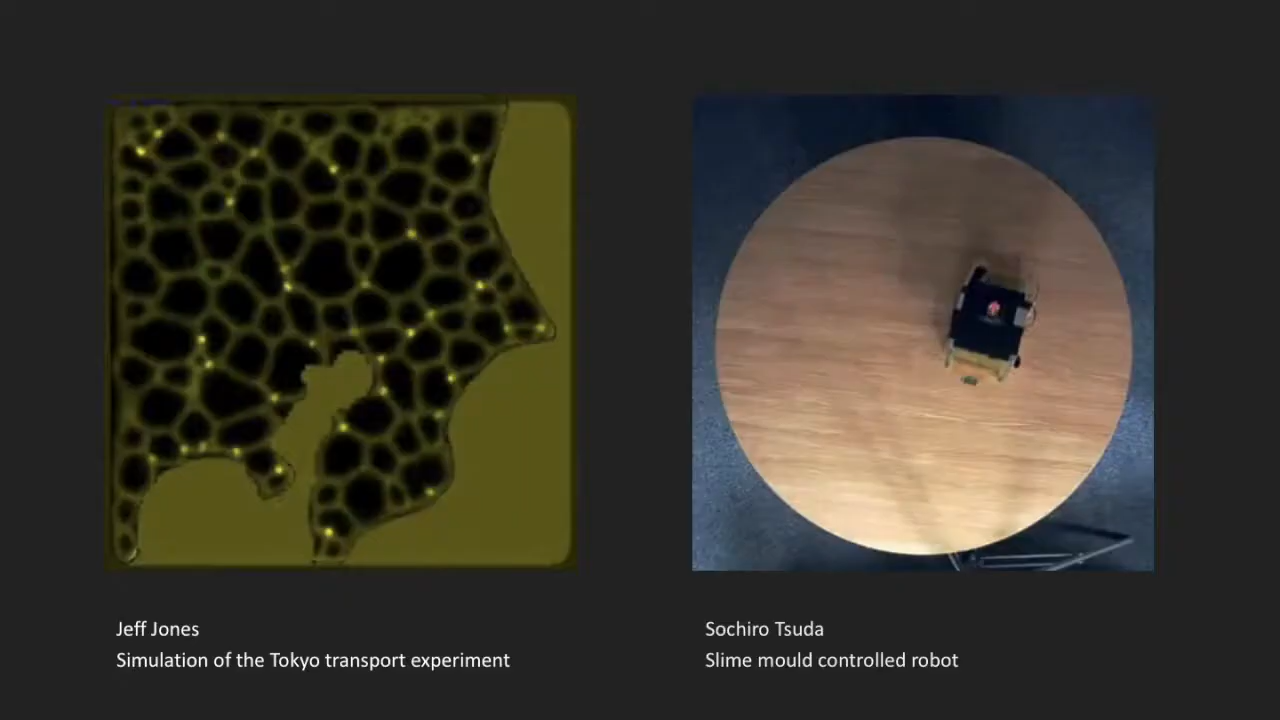 Jeff Jones
Simulation of the Tokyo transport experiment
Sochiro Tsuda
Slime mould controlled robot